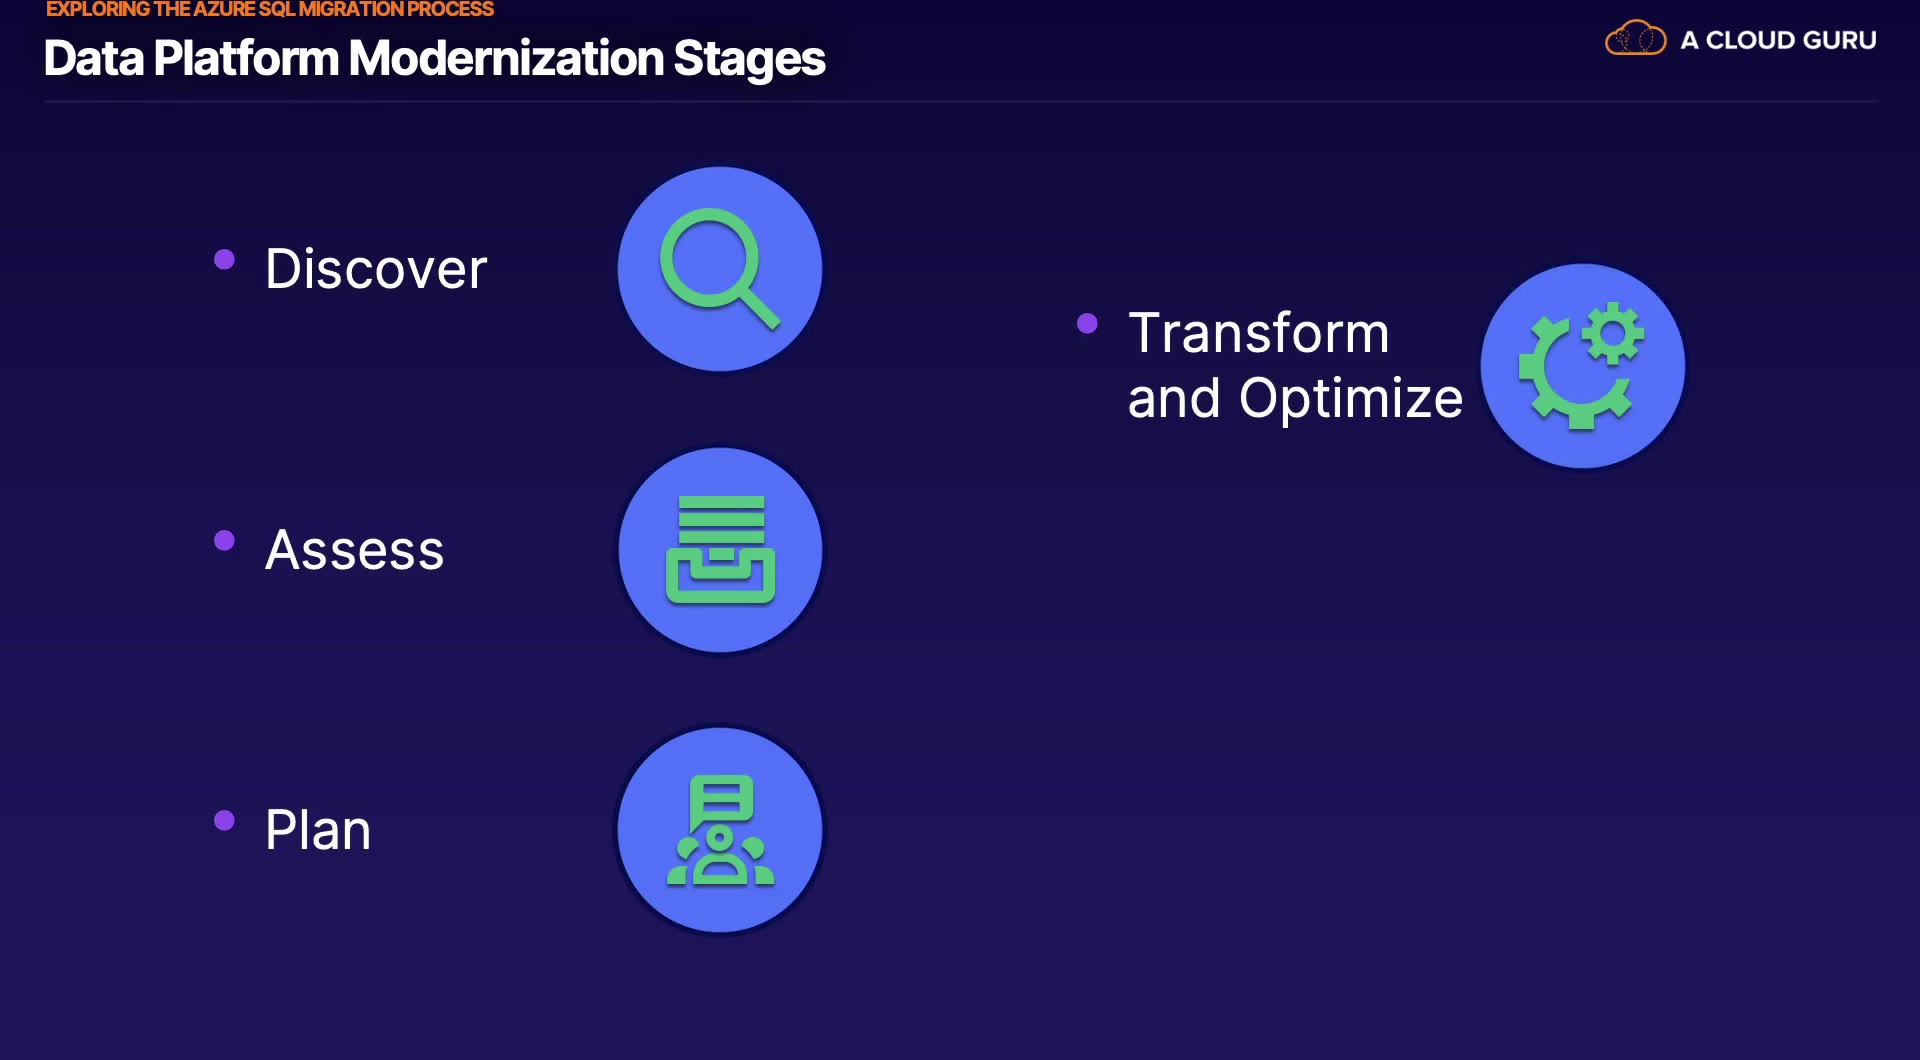 EXPLORING THE AZURE SQL MIGRATION PROCESS
Data Platform Modernization Stages
A CLOUD GURU
Discover
Assess
Plan
Transform
and Optimize